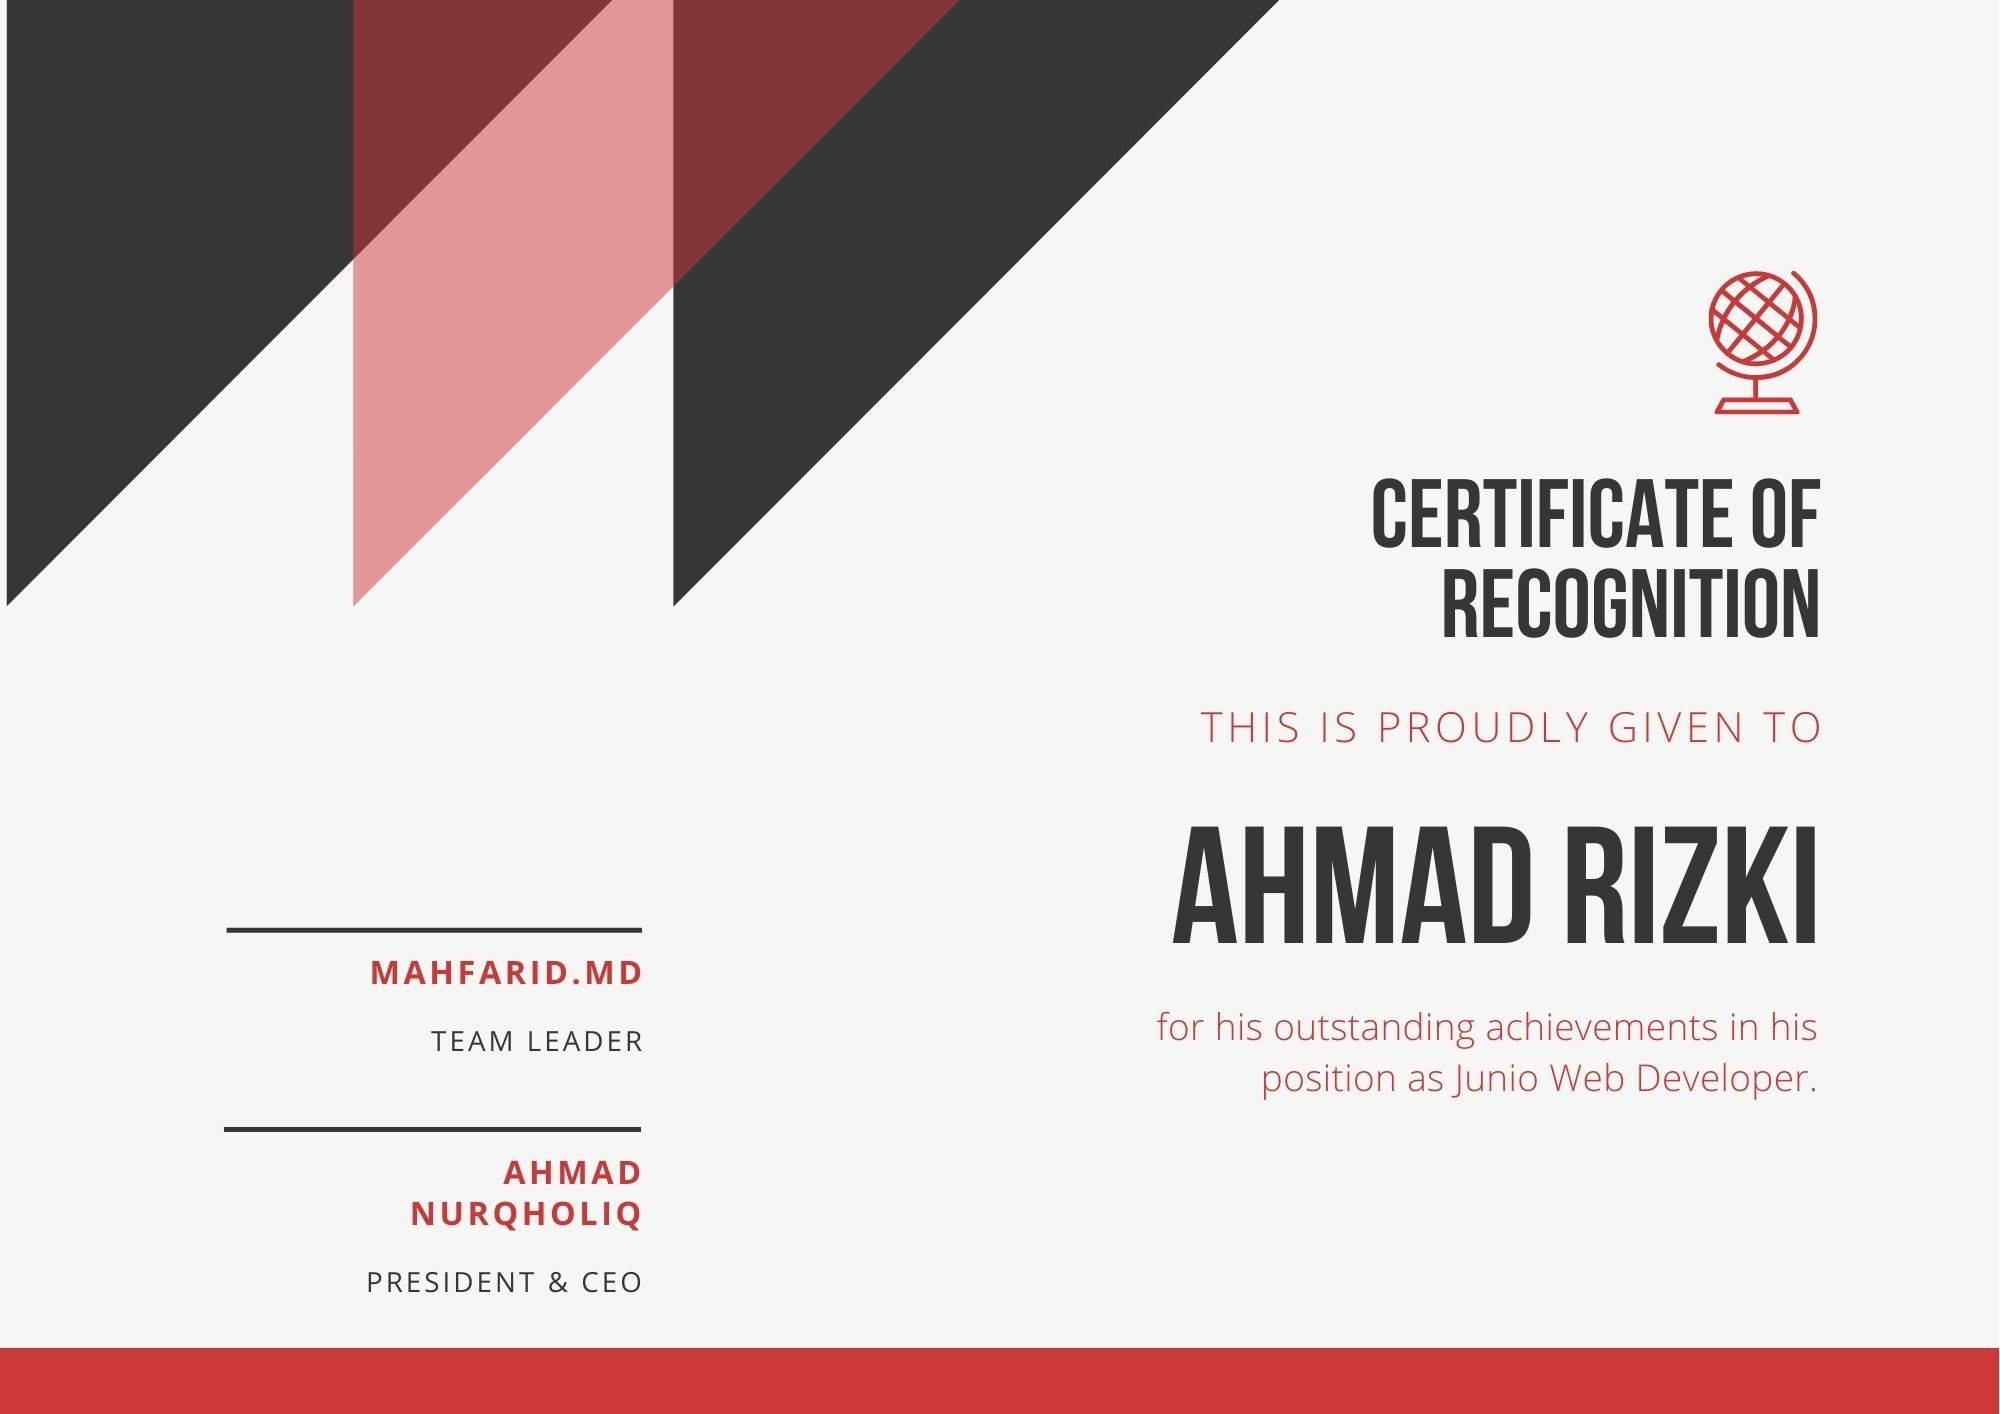 CERTIFICATE OF
RECOGNITION
THIS IS PROUDLY GIVEN TO
AHMAD RIZKI
for his outstanding achievements in his
position as Junio Web Developer.
MAHFARID.MD
TEAM LEADER
AHMAD
NURQHOLIQ
PRESIDENT & CEO